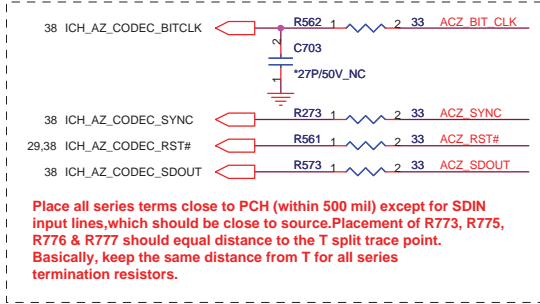 38 ICH_AZ_CODEC_BITCLK R562 1 2 33 ACZ_BIT_CLK
2
C703
*27P/50V_NC
1
38 ICH_AZ_CODEC_SYNC R273 1 2 33 ACZ_SYNC
29,38 ICH_AZ_CODEC_RST# R561 1 2 33 ACZ_RST#
38 ICH_AZ_CODEC_SDOUT R573 1 2 33 ACZ_SDOUT
Place all series terms close to PCH (within 500 mil) except for SDIN
input lines,which should be close to source.Placement of R773, R775,
R776 & R777 should equal distance to the T split trace point.
Basically, keep the same distance from T for all series
termination resistors.